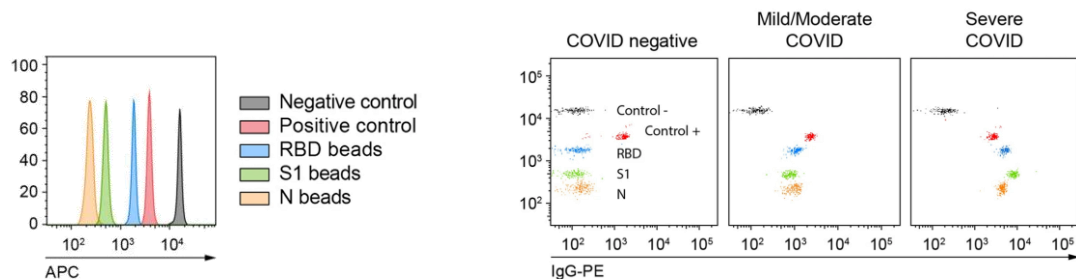 100
80
60
40
20
0
10² 10³ 10⁴
APC
Negative control
Positive control
RBD beads
S1 beads
N beads
COVID negative
Mild/Moderate
COVID
Severe
COVID
10⁵
10⁴
10³
10²
Control -
Control +
RBD
S1
N
10² 10³ 10⁴ 10⁵
10² 10³ 10⁴ 10⁵
10² 10³ 10⁴ 10⁵
IgG-PE